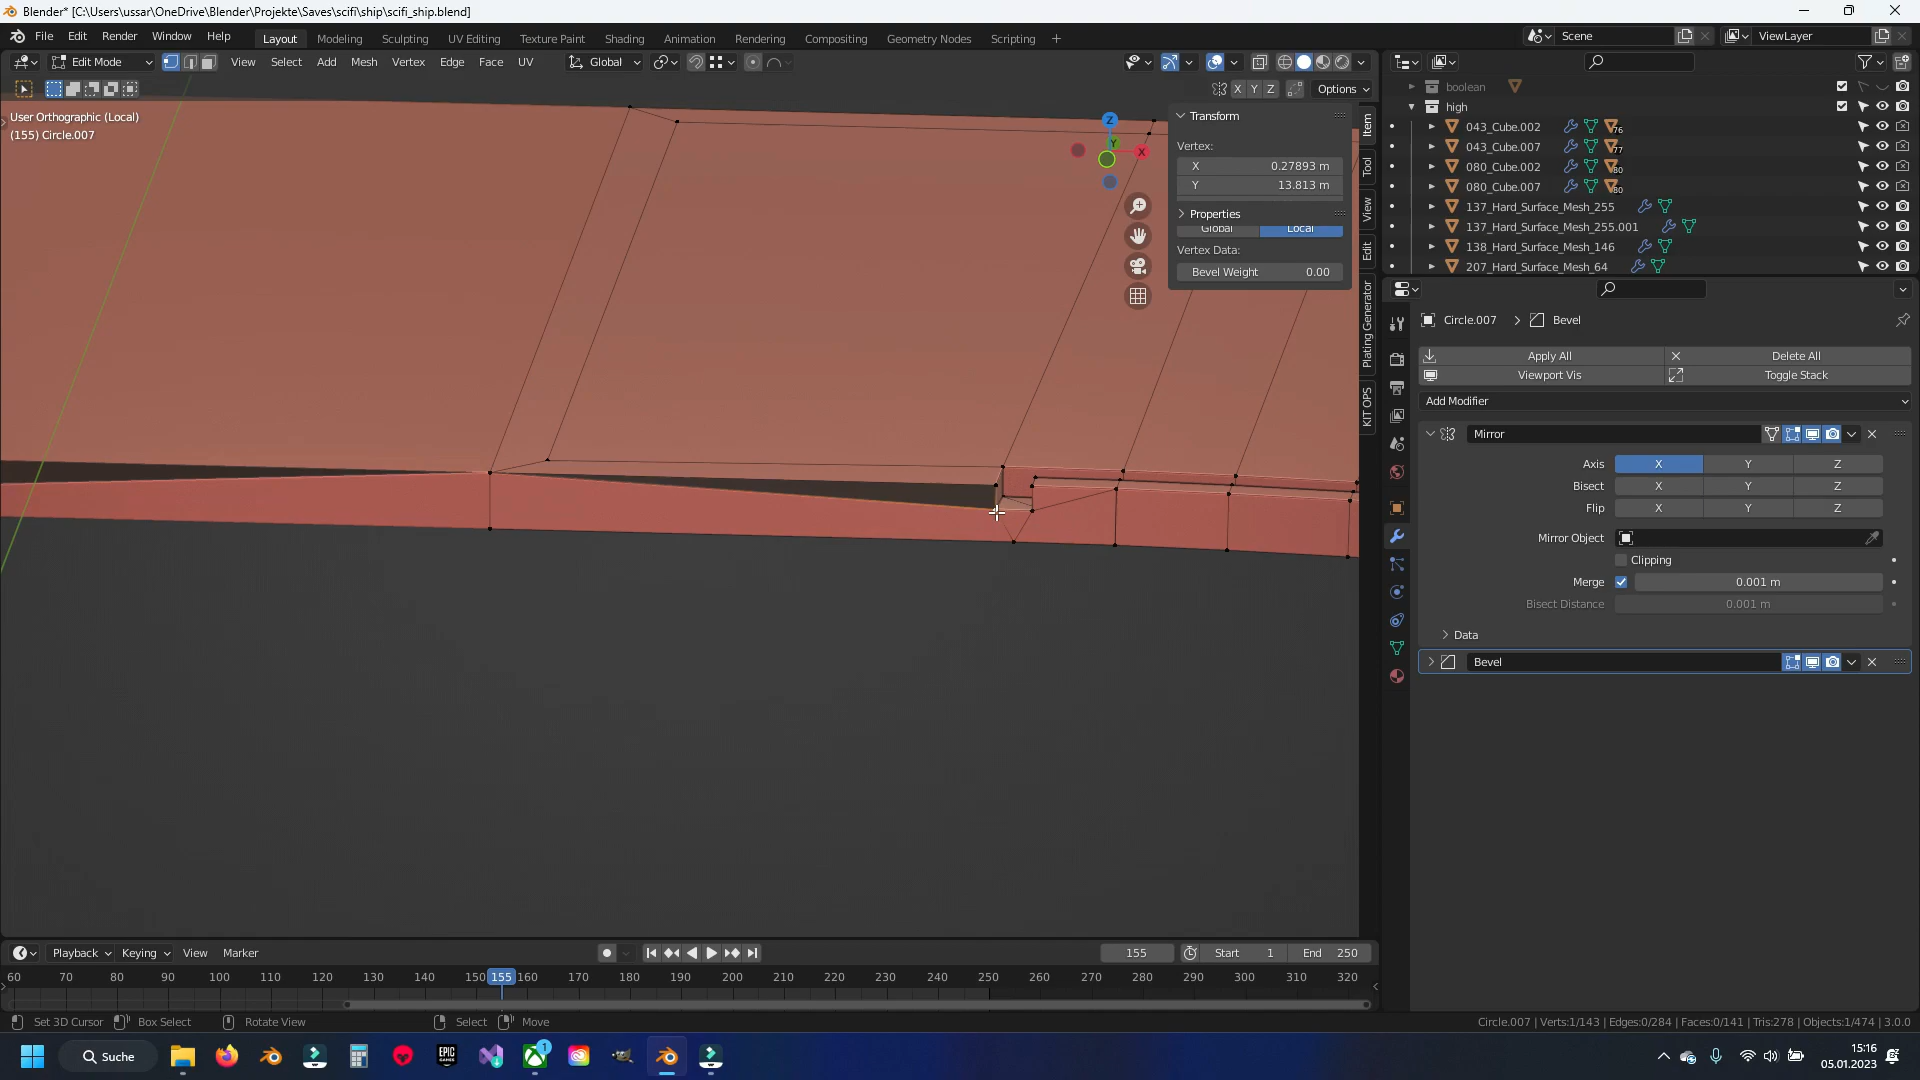 Blender* [C:\Users\ussar\OneDrive\Blender\Projekte\Saves\scifi\ship\scifi_ship.blend]
File Edit Render Window Help Layout Modeling Sculpting UV Editing Texture Paint Shading Animation Rendering Compositing Geometry Nodes Scripting + Scene ViewLayer
Edit Mode View Select Add Mesh Vertex Edge Face UV Global
X Y Z Options
User Orthographic (Local)
(155) Circle.007
Z
Y
X
Transform
Vertex:
X 0.27893 m
Y 13.813 m
Properties
Global Local
Vertex Data:
Bevel Weight 0.00
Item
Tool
View
Edit
Plating Generator
KIT OPS
boolean
high
043_Cube.002 76
043_Cube.007 77
080_Cube.002 80
080_Cube.007 80
137_Hard_Surface_Mesh_255
137_Hard_Surface_Mesh_255.001
138_Hard_Surface_Mesh_146
207_Hard_Surface_Mesh_64
Circle.007 Bevel
Apply All Delete All
Viewport Vis Toggle Stack
Add Modifier
Mirror
Axis X Y Z
Bisect X Y Z
Flip X Y Z
Mirror Object
Clipping
Merge 0.001 m
Bisect Distance 0.001 m
Data
Bevel
Playback Keying View Marker 155 Start 1 End 250
60 70 80 90 100 110 120 130 140 150 155 160 170 180 190 200 210 220 230 240 250 260 270 280 290 300 310 320
Set 3D Cursor Box Select Rotate View Select Move Circle.007 | Verts:1/143 | Edges:0/284 | Faces:0/141 | Tris:278 | Objects:1/474 | 3.0.0
Suche EPIC GAMES 1 15:16
05.01.2023